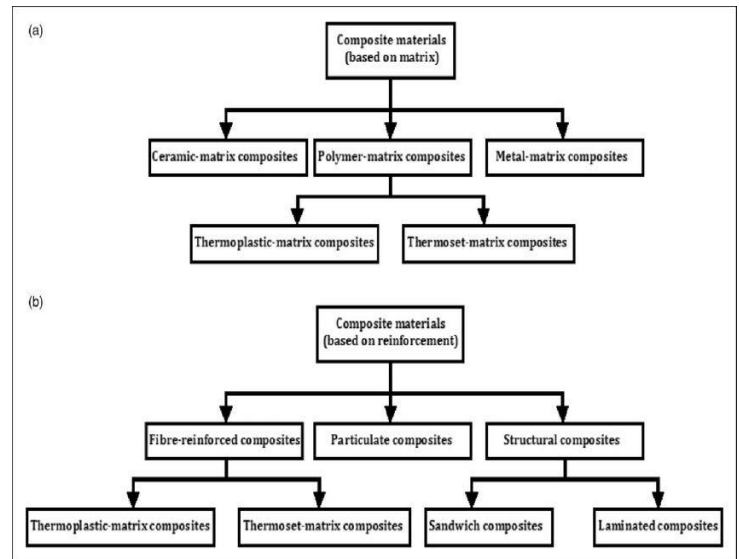 (a)
Composite materials
(based on matrix)
Ceramic-matrix composites
Polymer-matrix composites
Metal-matrix composites
Thermoplastic-matrix composites
Thermoset-matrix composites
(b)
Composite materials
(based on reinforcement)
Fibre-reinforced composites
Particulate composites
Structural composites
Thermoplastic-matrix composites
Thermoset-matrix composites
Sandwich composites
Laminated composites